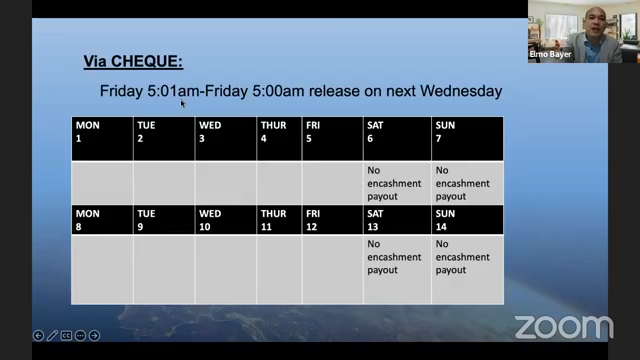 Elmo Bayer
Via CHEQUE:
Friday 5:01am-Friday 5:00am release on next Wednesday
MON TUE WED THUR FRI SAT SUN
1 2 3 4 5 6 7
No No
encashment encashment
payout payout
MON TUE WED THUR FRI SAT SUN
8 9 10 11 12 13 14
No No
encashment encashment
payout payout
CC
zoom